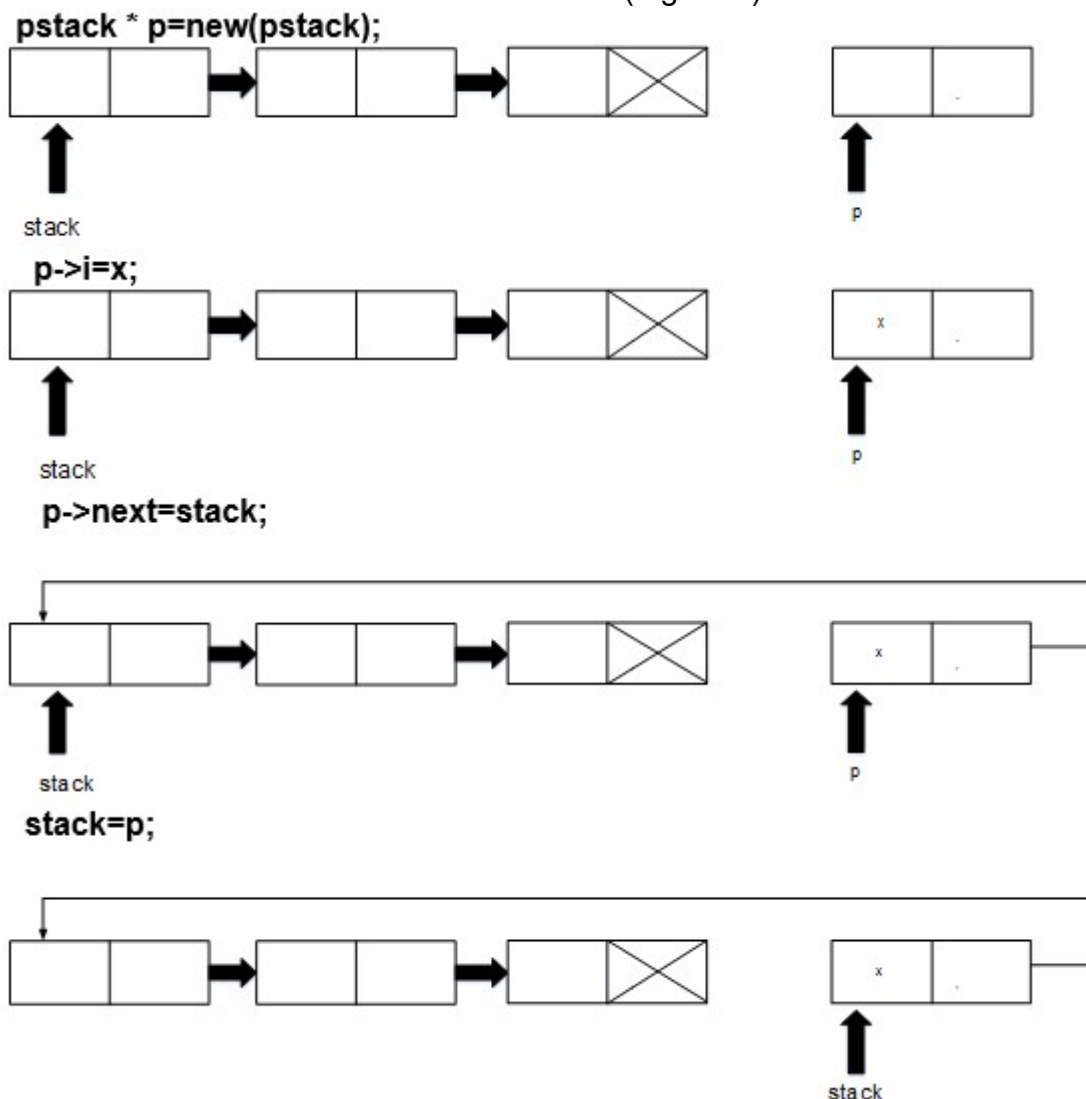 pstack * p=new(pstack);
stack
p
p->i=x;
x
stack
p
p->next=stack;
x
stack
p
stack=p;
x
stack